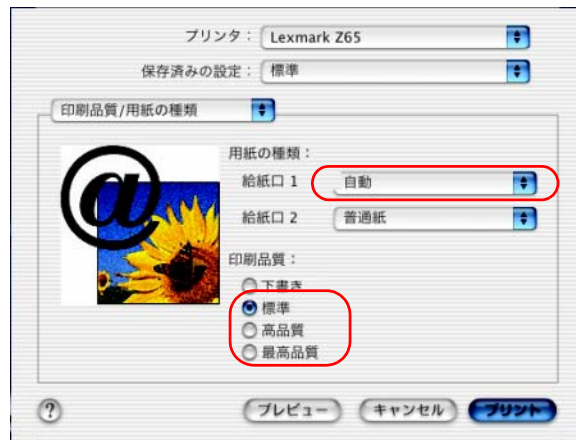 プリンタ： Lexmark Z65
保存済みの設定： 標準
印刷品質/用紙の種類
@
用紙の種類：
給紙口 1 自動
給紙口 2 普通紙
印刷品質：
下書き
標準
高品質
最高品質
? プレビュー キャンセル プリント